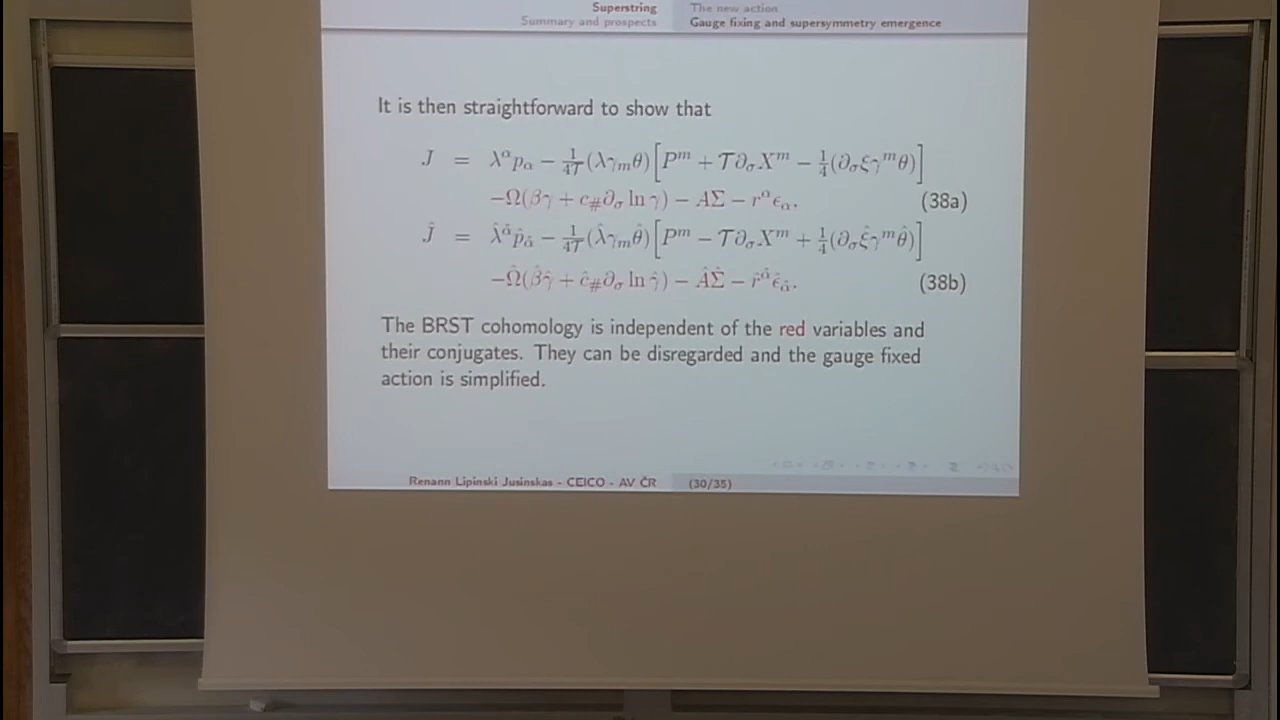 Superstring The new action
Summary and prospects Gauge fixing and supersymmetry emergence
It is then straightforward to show that
J = λ^α p_α − 1/4𝒯 (λγ_mθ)[P^m + 𝒯∂_σX^m − 1/4(∂_σξγ^mθ)]
−Ω(βγ + c_#∂_σ ln γ) − AΣ − r^αϵ_α. (38a)
Ĵ = λ̂^α̂ p̂_α̂ − 1/4𝒯 (λ̂γ_mθ̂)[P^m − 𝒯∂_σX^m + 1/4(∂_σξ̂γ^mθ̂)]
−Ω̂(β̂γ̂ + ĉ_#∂_σ ln γ̂) − ÂΣ̂ − r̂^α̂ϵ̂_α̂. (38b)
The BRST cohomology is independent of the red variables and
their conjugates. They can be disregarded and the gauge fixed
action is simplified.
Renann Lipinski Jusinskas - CEICO - AV ČR (30/35)